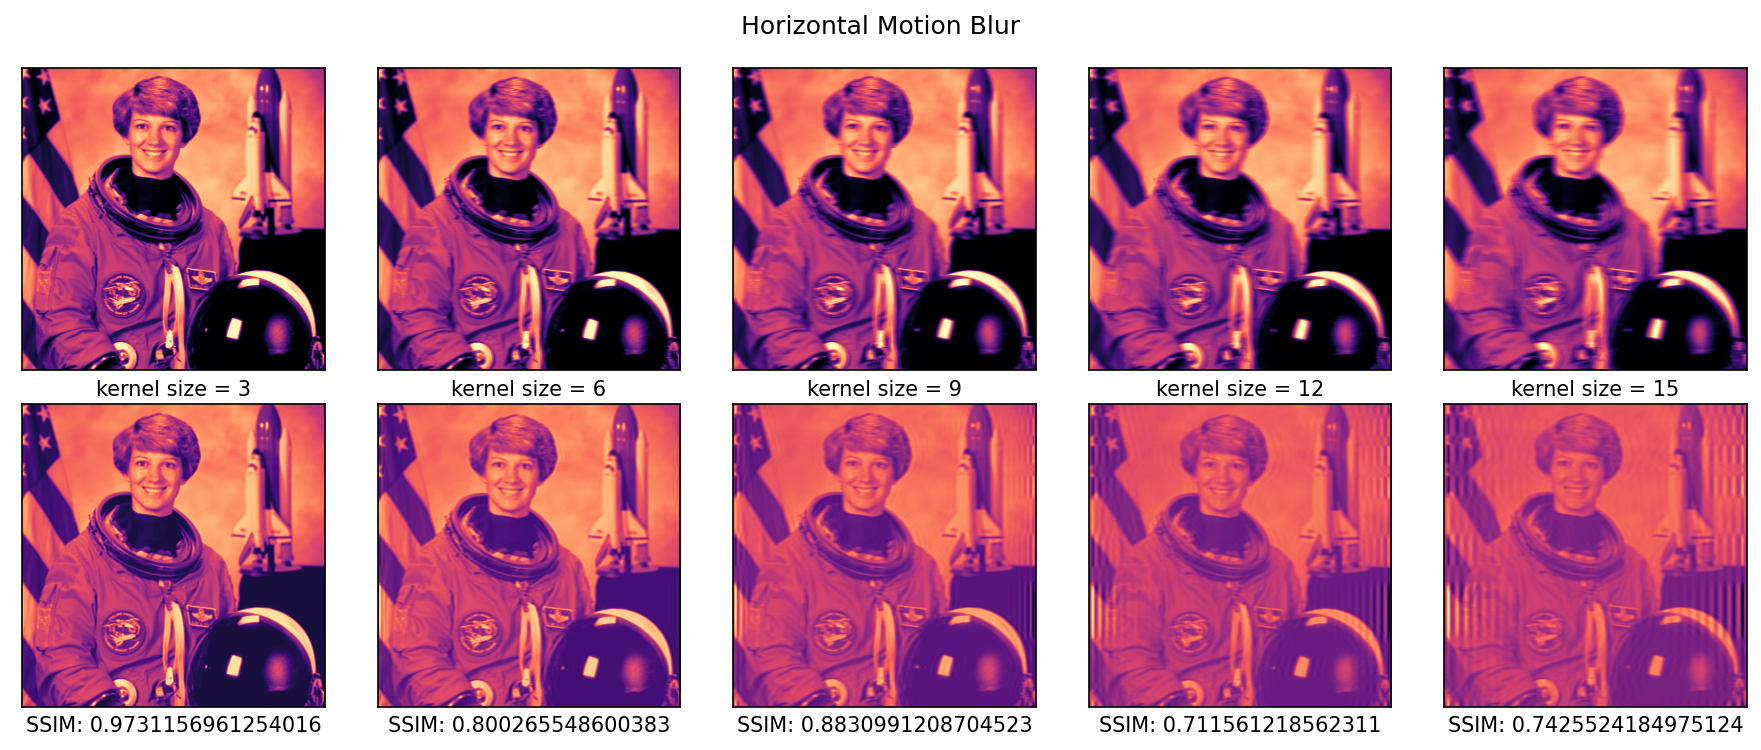 Horizontal Motion Blur
kernel size = 3
kernel size = 6
kernel size = 9
kernel size = 12
kernel size = 15
SSIM: 0.9731156961254016
SSIM: 0.800265548600383
SSIM: 0.8830991208704523
SSIM: 0.711561218562311
SSIM: 0.7425524184975124